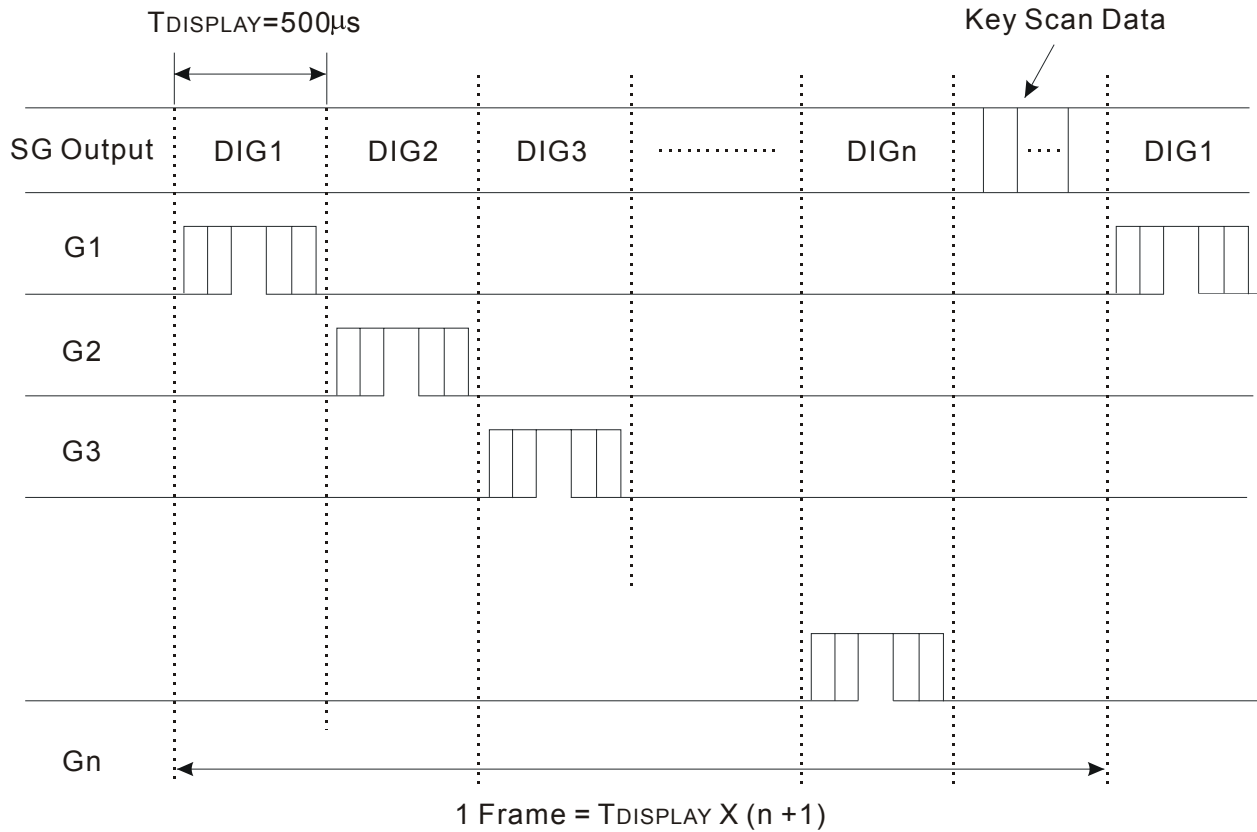 TDISPLAY=500μs
Key Scan Data
SG Output DIG1 DIG2 DIG3 ............. DIGn ..... DIG1
G1
G2
G3
Gn
1 Frame = TDISPLAY X (n +1)